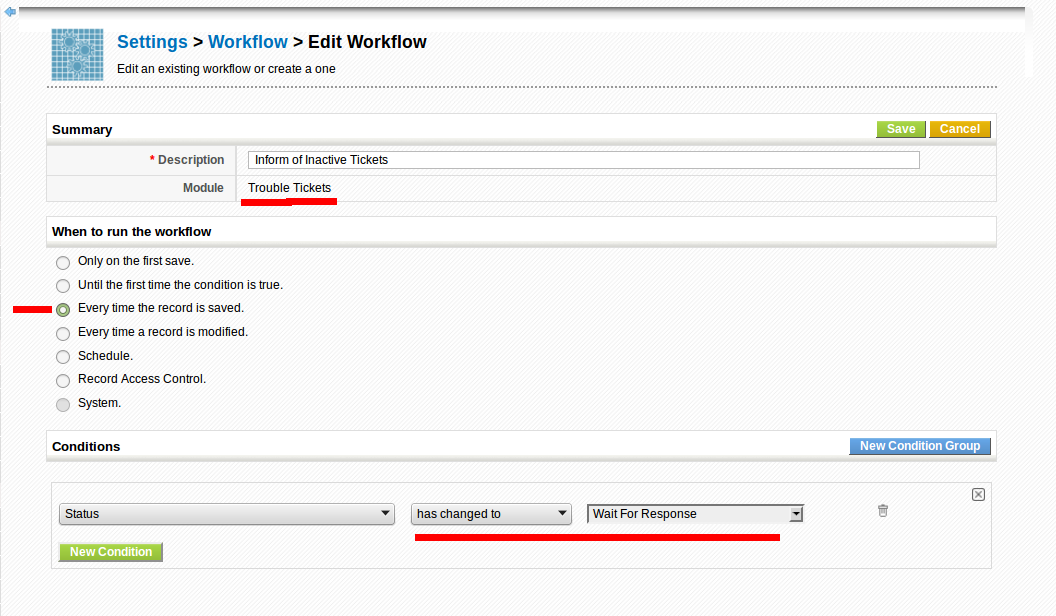 Settings > Workflow > Edit Workflow
Edit an existing workflow or create a one
Summary
Save
Cancel
* Description
Inform of Inactive Tickets
Module
Trouble Tickets
When to run the workflow
Only on the first save.
Until the first time the condition is true.
Every time the record is saved.
Every time a record is modified.
Schedule.
Record Access Control.
System.
Conditions
New Condition Group
Status
has changed to
Wait For Response
New Condition